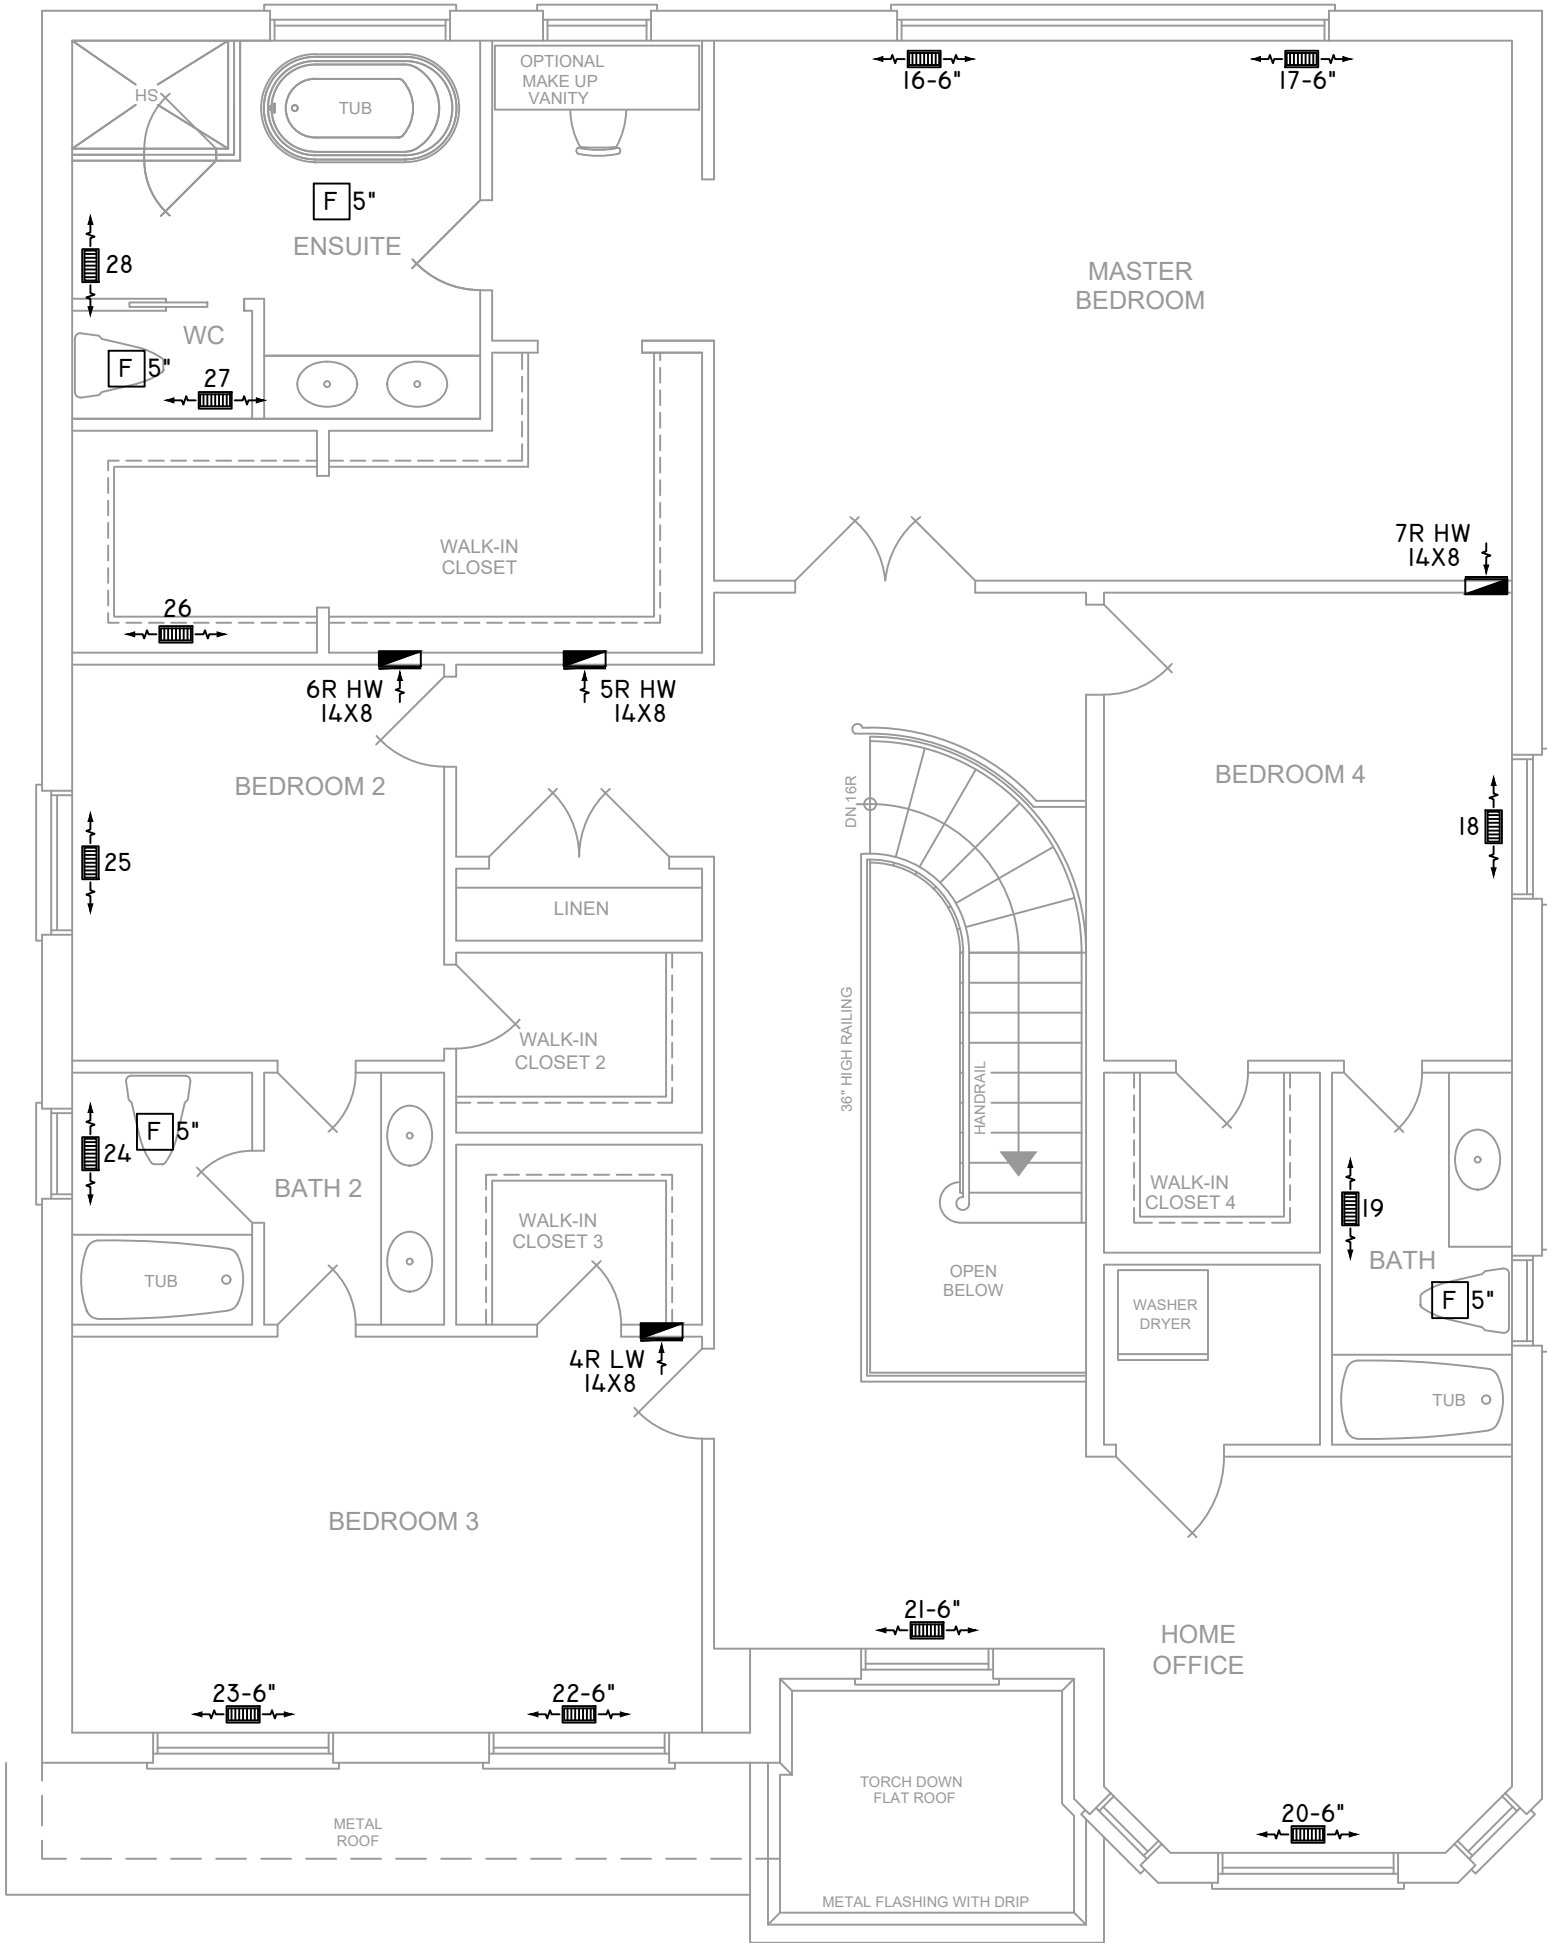 16-6"
17-6"
OPTIONAL
MAKE UP
VANITY
HS
TUB
F 5"
ENSUITE
28
MASTER
BEDROOM
WC
F 5"
27
7R HW
14X8
WALK-IN
CLOSET
26
6R HW
14X8
5R HW
14X8
BEDROOM 2
BEDROOM 4
DN 16R
18
25
LINEN
WALK-IN
CLOSET 2
36" HIGH RAILING
HANDRAIL
F 5"
24
BATH 2
WALK-IN
CLOSET 4
19
WALK-IN
CLOSET 3
BATH
TUB
OPEN
BELOW
F 5"
WASHER
DRYER
4R LW
14X8
TUB
BEDROOM 3
21-6"
HOME
OFFICE
23-6"
22-6"
TORCH DOWN
FLAT ROOF
METAL
ROOF
20-6"
METAL FLASHING WITH DRIP